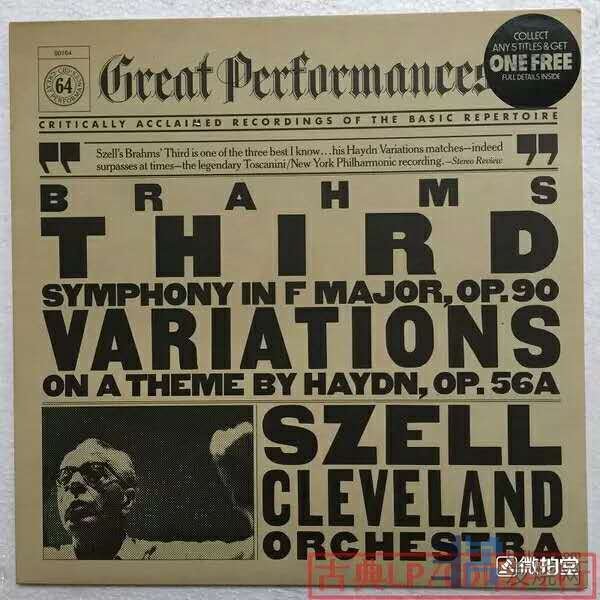 90164
64
Great Performances
COLLECT
ANY 5 TITLES & GET
ONE FREE
FULL DETAILS INSIDE
CRITICALLY ACCLAIMED RECORDINGS OF THE BASIC REPERTOIRE
Szell's Brahms' Third is one of the three best I know...his Haydn Variations matches—indeed
surpasses at times—the legendary Toscanini/New York Philharmonic recording. —Stereo Review
BRAHMS
THIRD
SYMPHONY IN F MAJOR, OP. 90
VARIATIONS
ON A THEME BY HAYDN, OP. 56A
SZELL
CLEVELAND
ORCHESTRA
微拍堂
古典LP